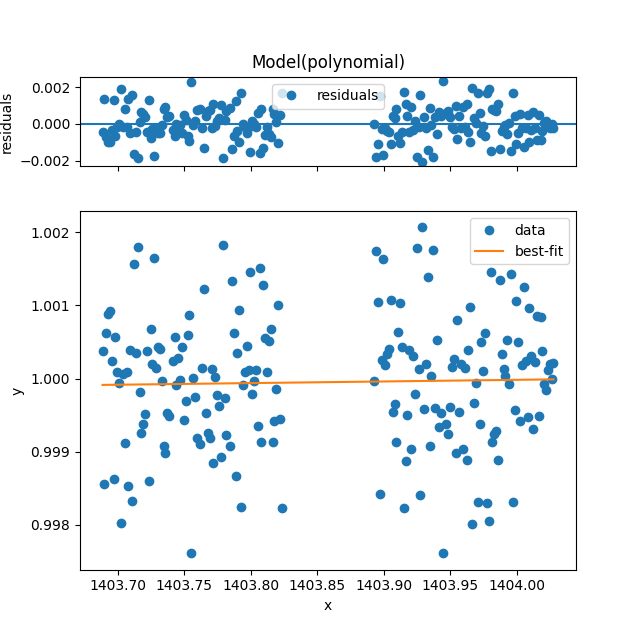 Model(polynomial)
residuals
0.002
0.000
−0.002
residuals
y
1.002
1.001
1.000
0.999
0.998
data
best-fit
1403.70 1403.75 1403.80 1403.85 1403.90 1403.95 1404.00
x